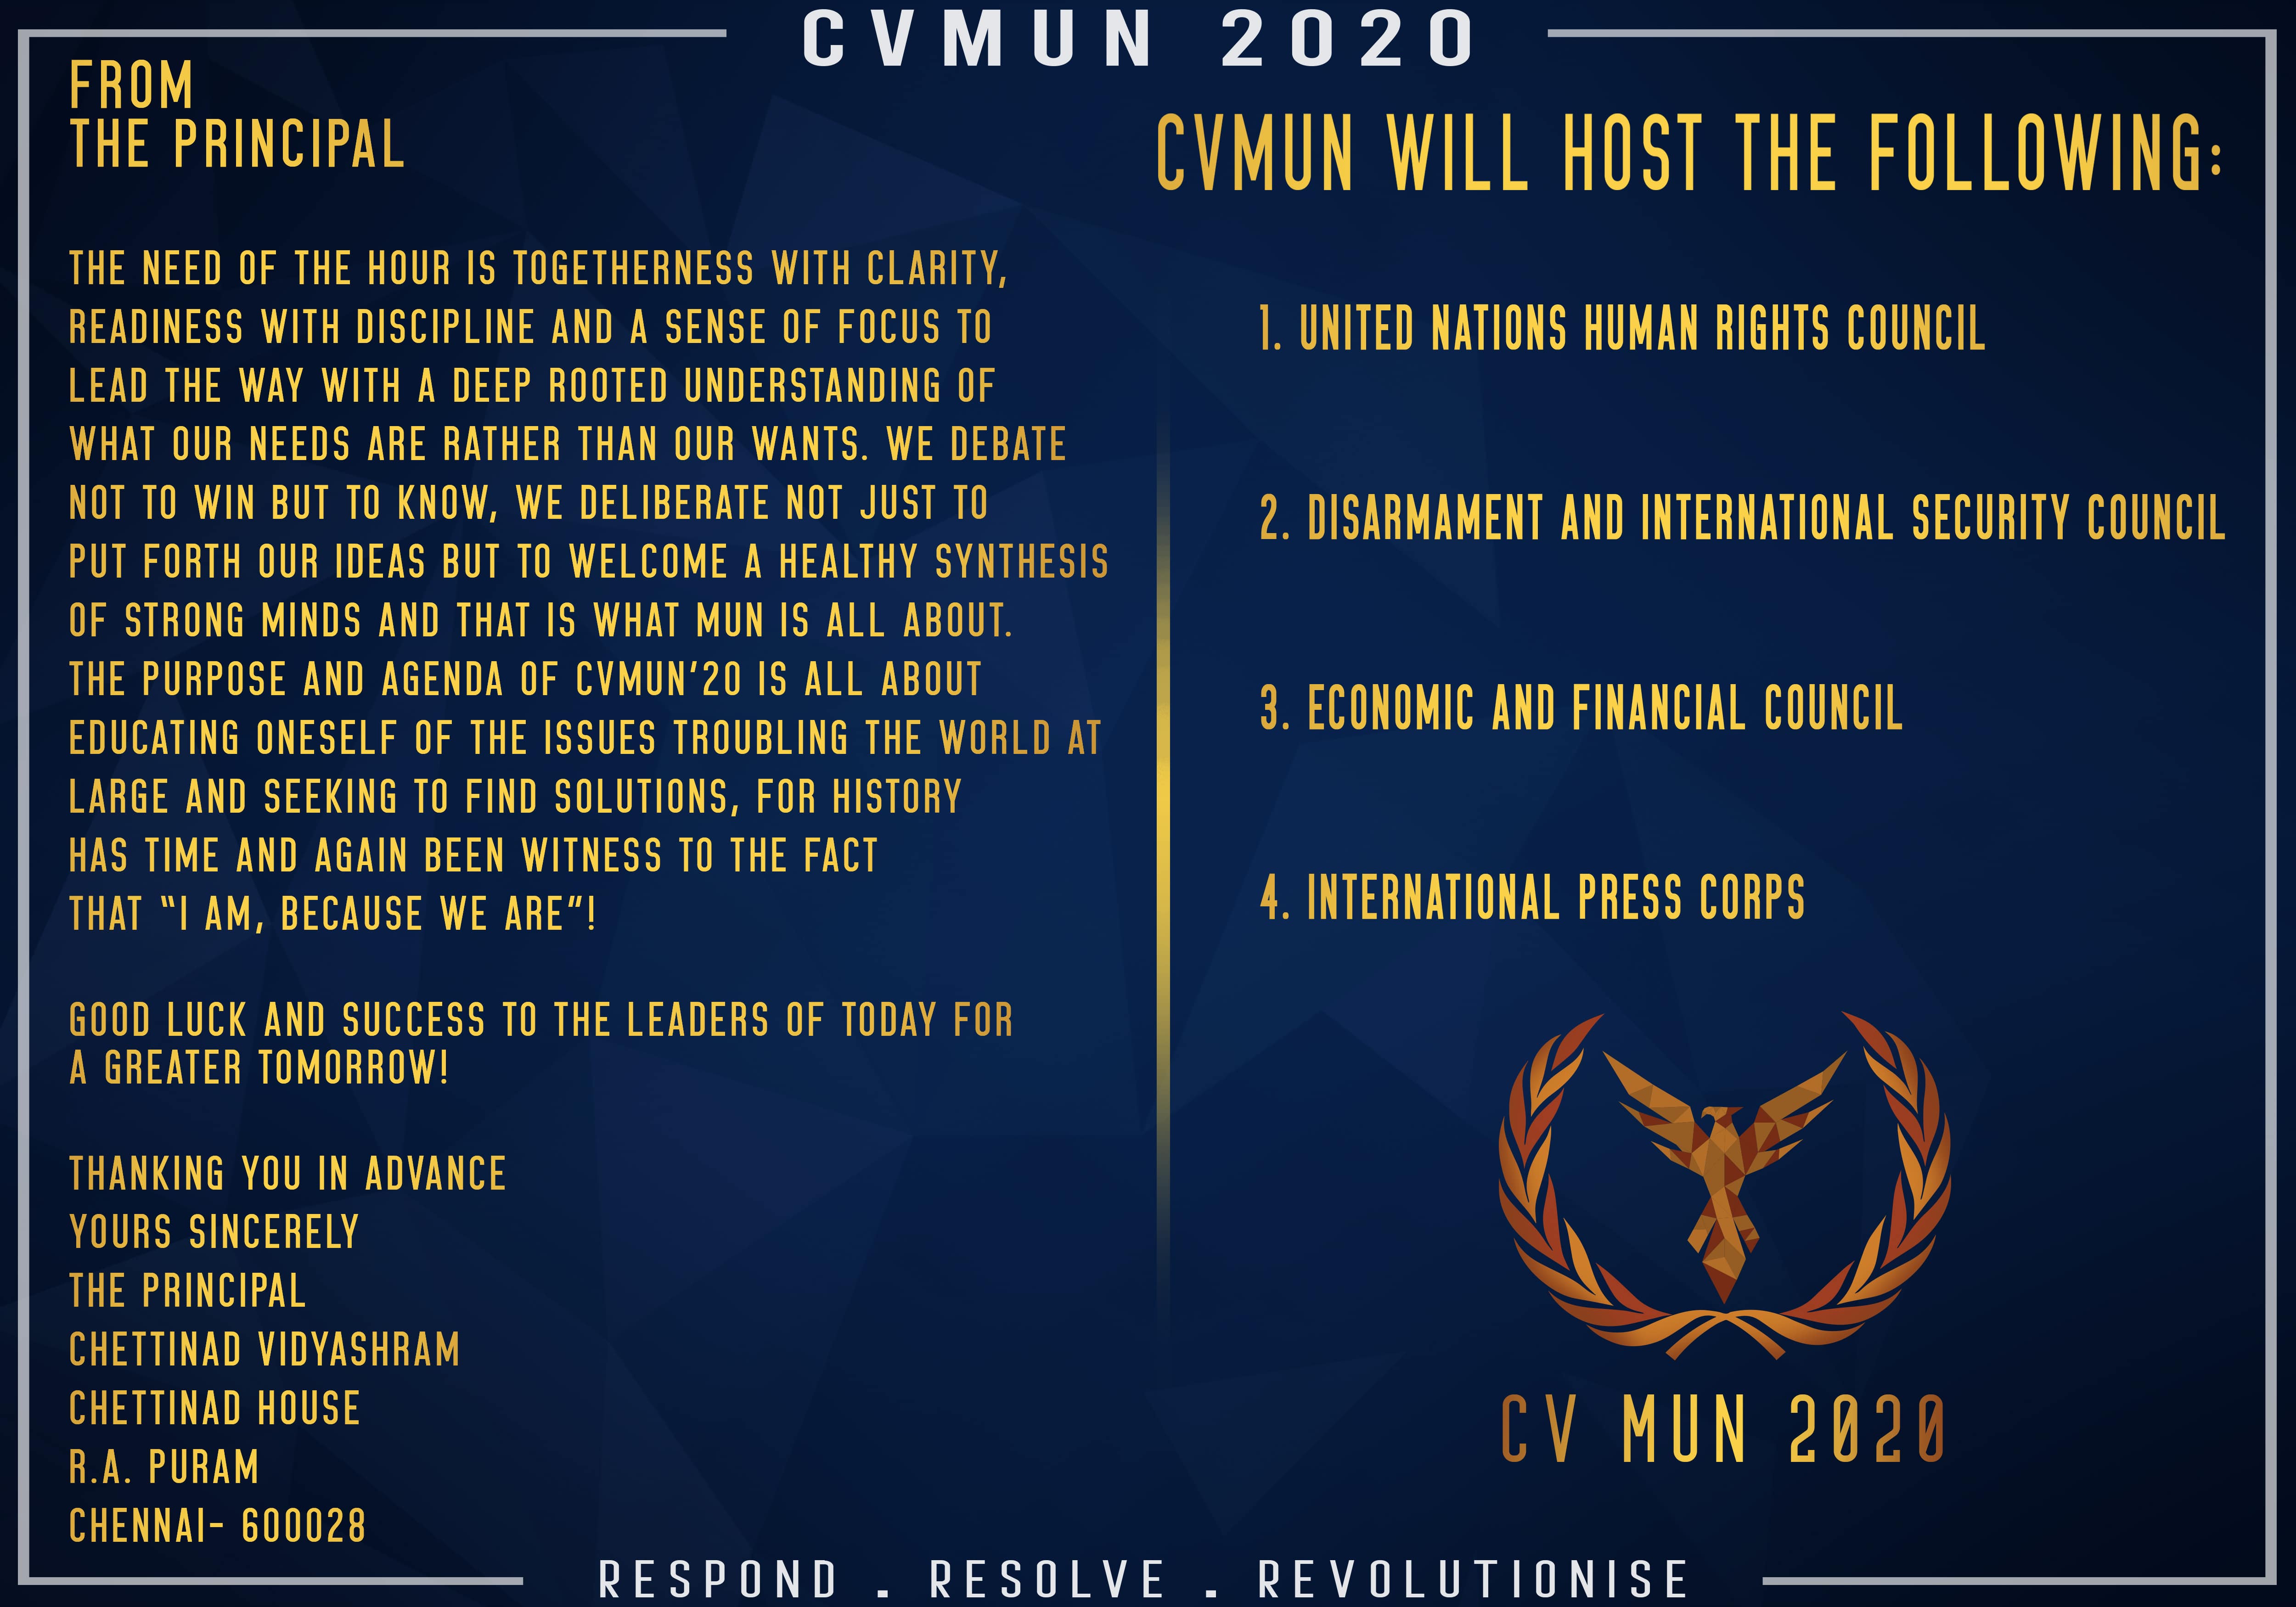 CVMUN 2020
FROM
THE PRINCIPAL
THE NEED OF THE HOUR IS TOGETHERNESS WITH CLARITY,
READINESS WITH DISCIPLINE AND A SENSE OF FOCUS TO
LEAD THE WAY WITH A DEEP ROOTED UNDERSTANDING OF
WHAT OUR NEEDS ARE RATHER THAN OUR WANTS. WE DEBATE
NOT TO WIN BUT TO KNOW, WE DELIBERATE NOT JUST TO
PUT FORTH OUR IDEAS BUT TO WELCOME A HEALTHY SYNTHESIS
OF STRONG MINDS AND THAT IS WHAT MUN IS ALL ABOUT.
THE PURPOSE AND AGENDA OF CVMUN'20 IS ALL ABOUT
EDUCATING ONESELF OF THE ISSUES TROUBLING THE WORLD AT
LARGE AND SEEKING TO FIND SOLUTIONS, FOR HISTORY
HAS TIME AND AGAIN BEEN WITNESS TO THE FACT
THAT "I AM, BECAUSE WE ARE"!
GOOD LUCK AND SUCCESS TO THE LEADERS OF TODAY FOR
A GREATER TOMORROW!
THANKING YOU IN ADVANCE
YOURS SINCERELY
THE PRINCIPAL
CHETTINAD VIDYASHRAM
CHETTINAD HOUSE
R.A. PURAM
CHENNAI- 600028
CVMUN WILL HOST THE FOLLOWING:
1. UNITED NATIONS HUMAN RIGHTS COUNCIL
2. DISARMAMENT AND INTERNATIONAL SECURITY COUNCIL
3. ECONOMIC AND FINANCIAL COUNCIL
4. INTERNATIONAL PRESS CORPS
CV MUN 2020
RESPOND . RESOLVE . REVOLUTIONISE